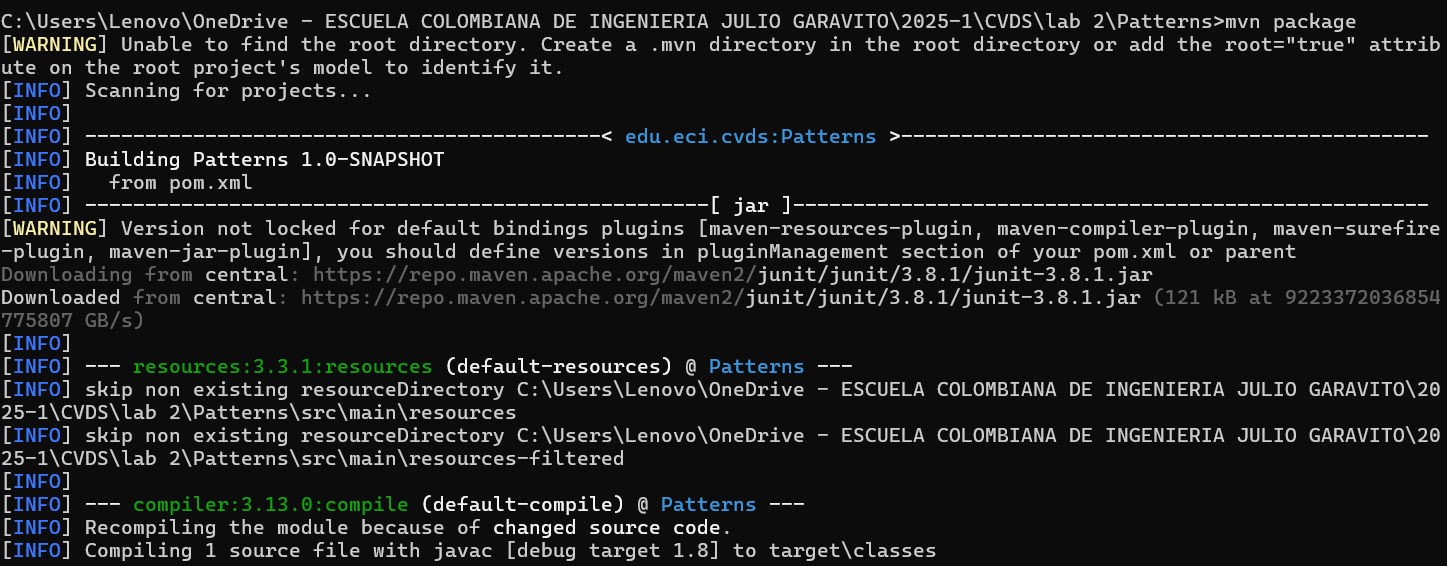 C:\Users\Lenovo\OneDrive - ESCUELA COLOMBIANA DE INGENIERIA JULIO GARAVITO\2025-1\CVDS\lab 2\Patterns>mvn package
[WARNING] Unable to find the root directory. Create a .mvn directory in the root directory or add the root="true" attrib
ute on the root project's model to identify it.
[INFO] Scanning for projects...
[INFO]
[INFO] -------------------------------------------< edu.eci.cvds:Patterns >--------------------------------------------
[INFO] Building Patterns 1.0-SNAPSHOT
[INFO]   from pom.xml
[INFO] ----------------------------------------------------[ jar ]-----------------------------------------------------
[WARNING] Version not locked for default bindings plugins [maven-resources-plugin, maven-compiler-plugin, maven-surefire
-plugin, maven-jar-plugin], you should define versions in pluginManagement section of your pom.xml or parent
Downloading from central: https://repo.maven.apache.org/maven2/junit/junit/3.8.1/junit-3.8.1.jar
Downloaded from central: https://repo.maven.apache.org/maven2/junit/junit/3.8.1/junit-3.8.1.jar (121 kB at 9223372036854
775807 GB/s)
[INFO]
[INFO] --- resources:3.3.1:resources (default-resources) @ Patterns ---
[INFO] skip non existing resourceDirectory C:\Users\Lenovo\OneDrive - ESCUELA COLOMBIANA DE INGENIERIA JULIO GARAVITO\20
25-1\CVDS\lab 2\Patterns\src\main\resources
[INFO] skip non existing resourceDirectory C:\Users\Lenovo\OneDrive - ESCUELA COLOMBIANA DE INGENIERIA JULIO GARAVITO\20
25-1\CVDS\lab 2\Patterns\src\main\resources-filtered
[INFO]
[INFO] --- compiler:3.13.0:compile (default-compile) @ Patterns ---
[INFO] Recompiling the module because of changed source code.
[INFO] Compiling 1 source file with javac [debug target 1.8] to target\classes